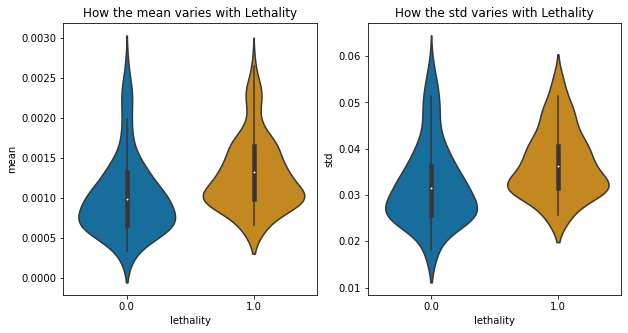 How the mean varies with Lethality
mean
0.0030
0.0025
0.0020
0.0015
0.0010
0.0005
0.0000
0.0
1.0
lethality
How the std varies with Lethality
std
0.06
0.05
0.04
0.03
0.02
0.01
0.0
1.0
lethality